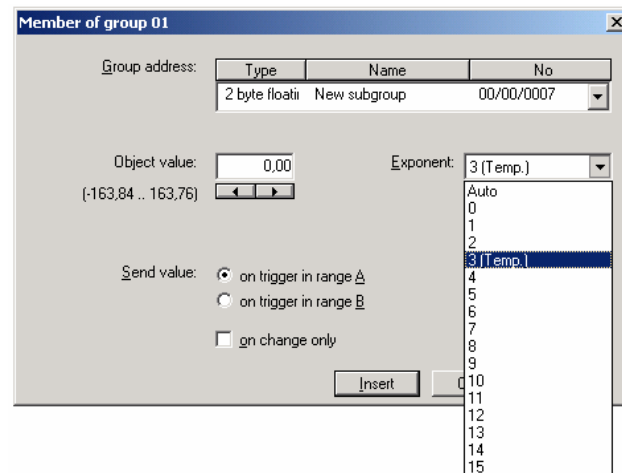 Member of group 01
Group address:
Type Name No
2 byte floatii New subgroup 00/00/0007
Object value: 0,00 Exponent: 3 (Temp.)
(-163,84 .. 163,76)
Auto
0
1
2
3 (Temp.)
4
5
6
7
8
9
10
11
12
13
14
15
Send value: on trigger in range A
on trigger in range B
on change only
Insert